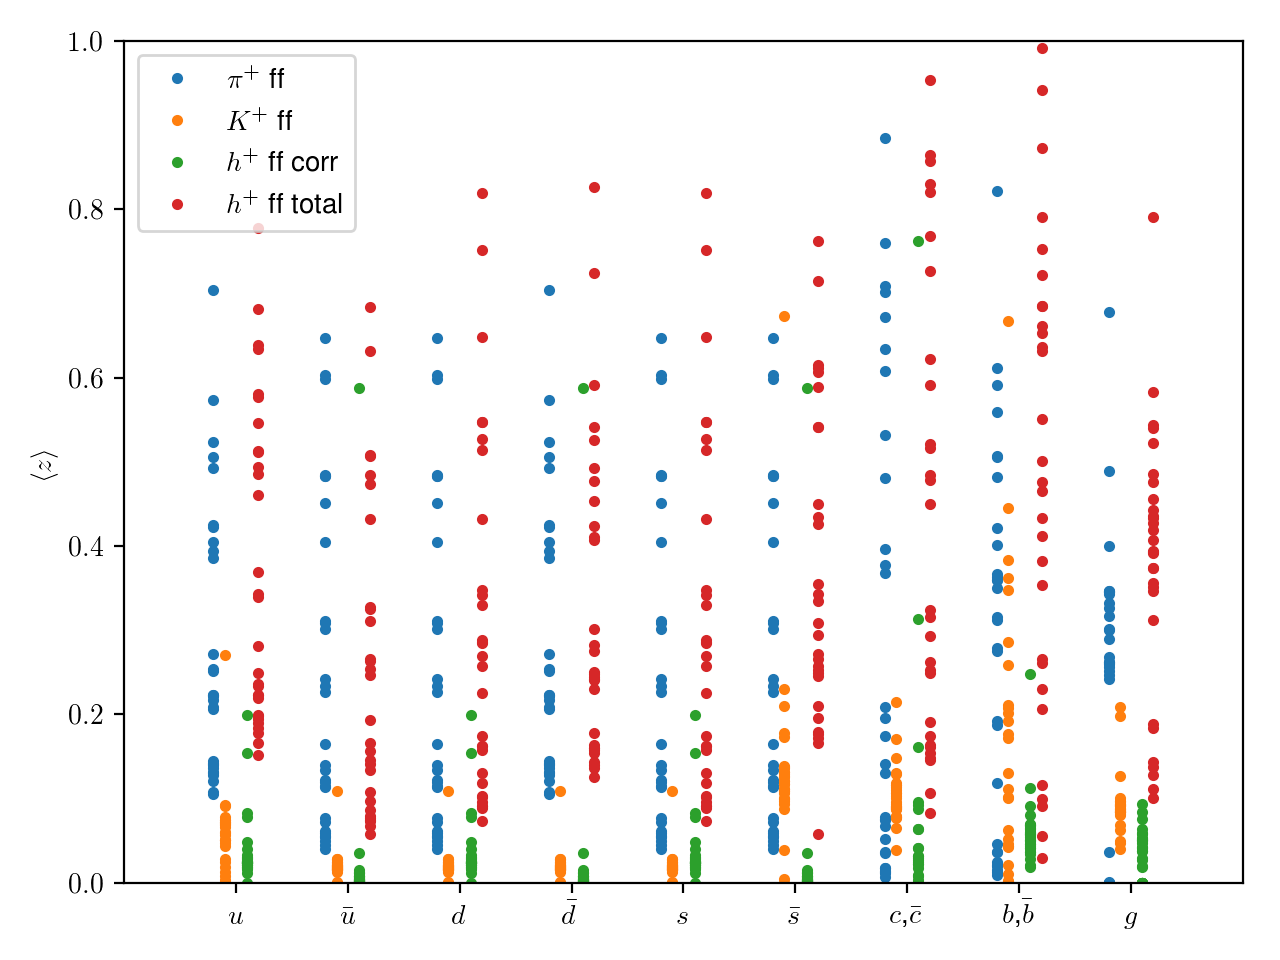 1.0
π⁺ ff
K⁺ ff
h⁺ ff corr
h⁺ ff total
0.8
0.6
⟨z⟩
0.4
0.2
0.0
u ū d d̄ s s̄ c,c̄ b,b̄ g